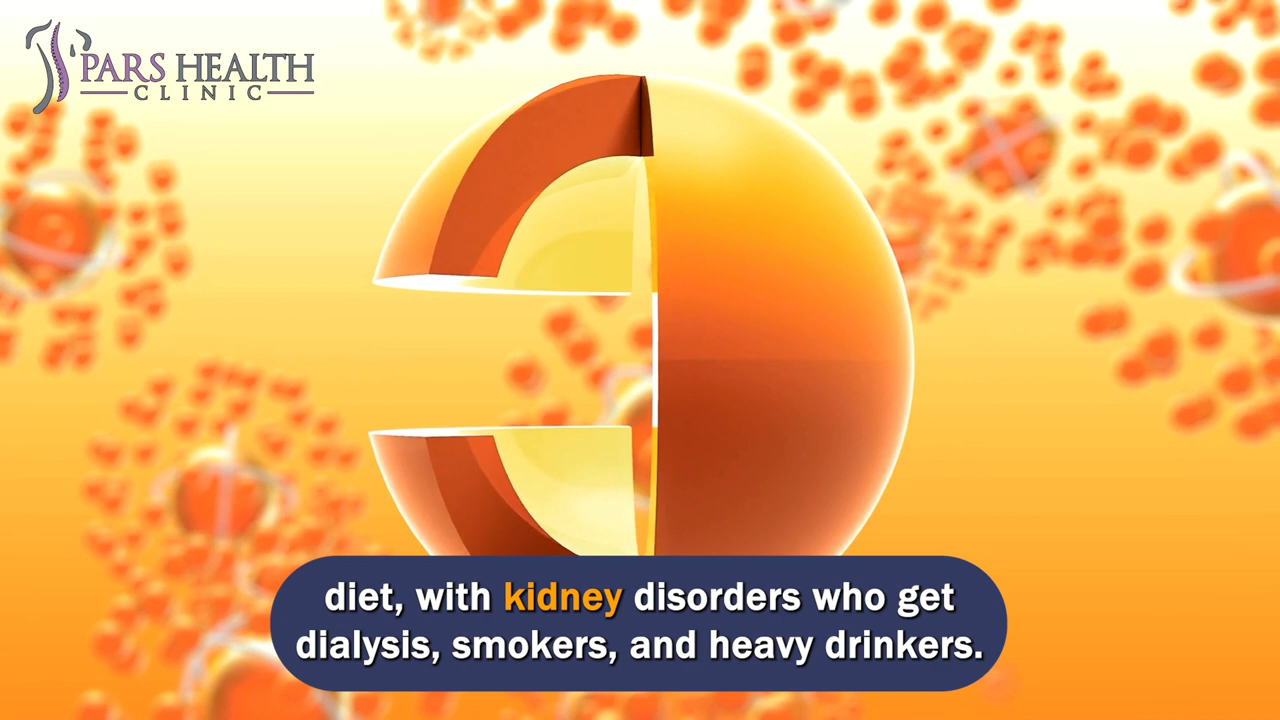 PARS HEALTH
CLINIC
diet, with kidney disorders who get
dialysis, smokers, and heavy drinkers.